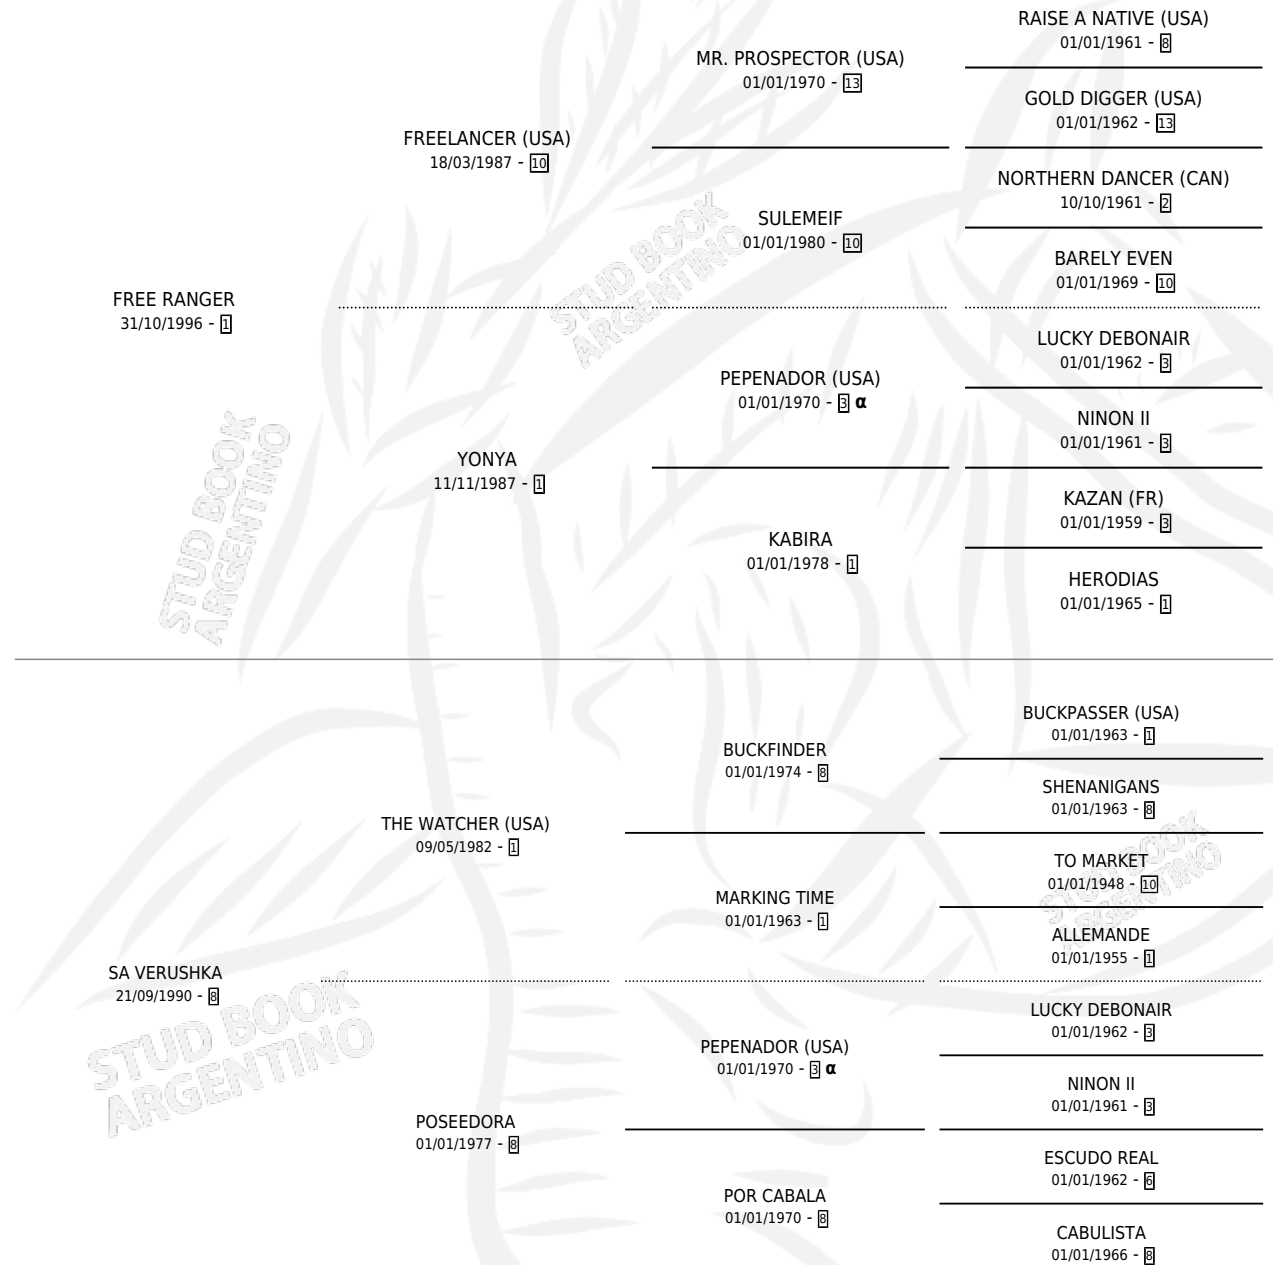 RAISE A NATIVE (USA)
01/01/1961 - 8
MR. PROSPECTOR (USA)
01/01/1970 - 13
GOLD DIGGER (USA)
01/01/1962 - 13
FREELANCER (USA)
18/03/1987 - 10
NORTHERN DANCER (CAN)
10/10/1961 - 2
SULEMEIF
01/01/1980 - 10
BARELY EVEN
01/01/1969 - 10
STUD BOOK
ARGENTINO
FREE RANGER
31/10/1996 - 1
LUCKY DEBONAIR
01/01/1962 - 3
PEPENADOR (USA)
01/01/1970 - 3 α
NINON II
01/01/1961 - 3
YONYA
11/11/1987 - 1
KAZAN (FR)
01/01/1959 - 3
KABIRA
01/01/1978 - 1
HERODIAS
01/01/1965 - 1
STUD BOOK
ARGENTINO
BUCKPASSER (USA)
01/01/1963 - 1
BUCKFINDER
01/01/1974 - 8
SHENANIGANS
01/01/1963 - 8
THE WATCHER (USA)
09/05/1982 - 1
TO MARKET
01/01/1948 - 10
MARKING TIME
01/01/1963 - 1
ALLEMANDE
01/01/1955 - 1
STUD BOOK
ARGENTINO
SA VERUSHKA
21/09/1990 - 8
LUCKY DEBONAIR
01/01/1962 - 3
PEPENADOR (USA)
01/01/1970 - 3 α
NINON II
01/01/1961 - 3
POSEEDORA
01/01/1977 - 8
ESCUDO REAL
01/01/1962 - 6
POR CABALA
01/01/1970 - 8
CABULISTA
01/01/1966 - 8
STUD BOOK
ARGENTINO